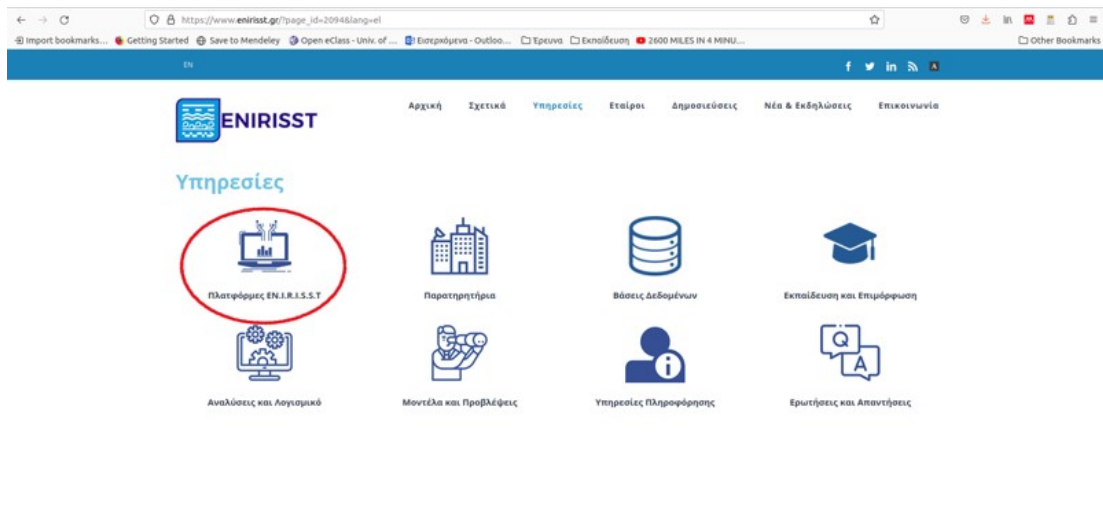 https://www.enirisst.gr/?page_id=2094&lang=el
Import bookmarks... Getting Started Save to Mendeley Open eClass - Univ. of ... Εισερχόμενα - Outloo... Έρευνα Εκπαίδευση 2600 MILES IN 4 MINU... Other Bookmarks
EN
ENIRISST
Αρχική Σχετικά Υπηρεσίες Εταίροι Δημοσιεύσεις Νέα & Εκδηλώσεις Επικοινωνία
Υπηρεσίες
Πλατφόρμες EN.I.R.I.S.S.T Παρατηρητήρια Βάσεις Δεδομένων Εκπαίδευση και Επιμόρφωση
Q
A
Αναλύσεις και Λογισμικό Μοντέλα και Προβλέψεις Υπηρεσίες Πληροφόρησης Ερωτήσεις και Απαντήσεις